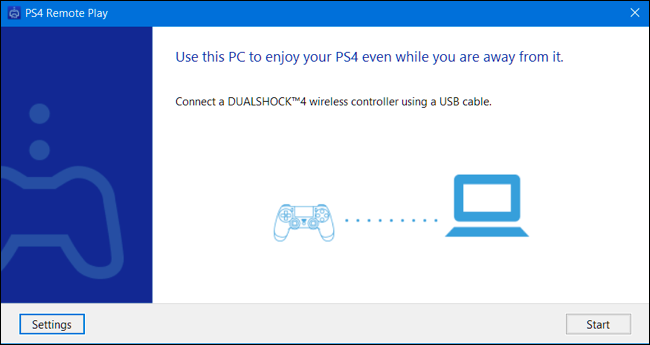 PS4 Remote Play
Use this PC to enjoy your PS4 even while you are away from it.
Connect a DUALSHOCK™4 wireless controller using a USB cable.
Settings
Start